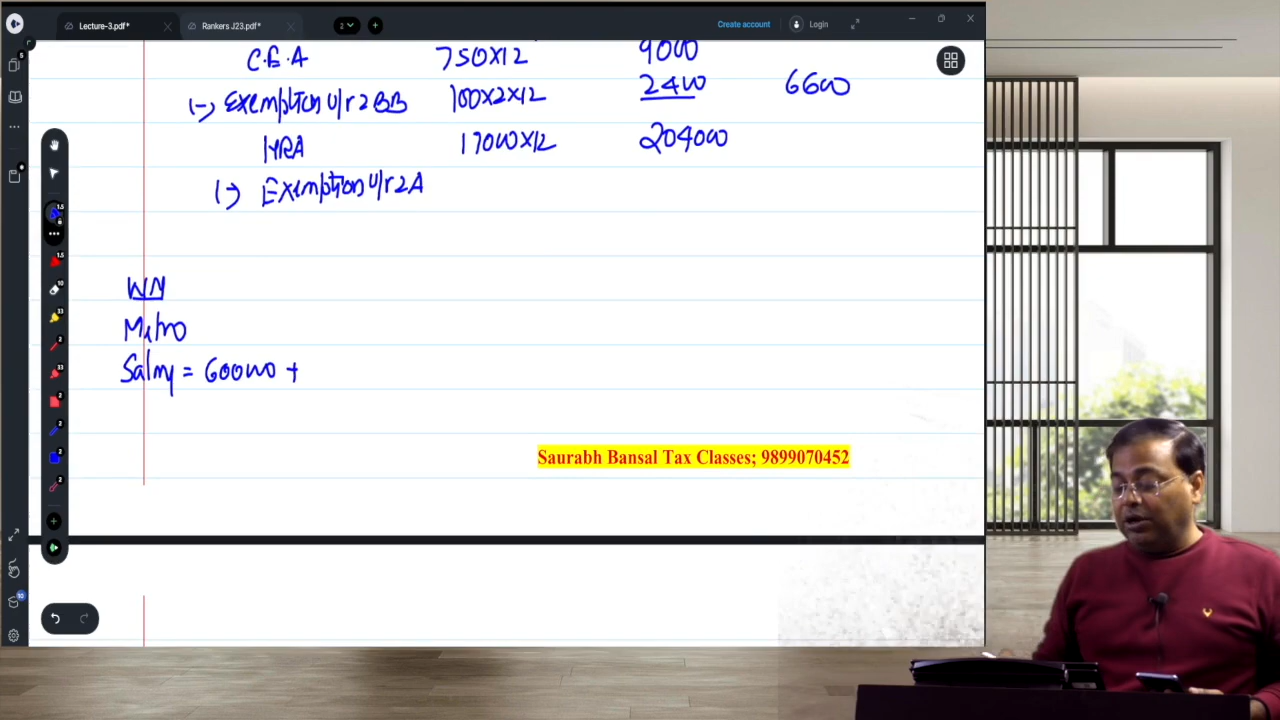 Lecture-3.pdf*
Rankers J23.pdf*
2
Create account
Login
C.E.A 750x12 9000
(-) Exemption U/r 2BB 100x2x12 2400 6600
HRA 17000x12 204000
(-) Exemption U/r 2A
WN
Metro
Salary = 60000 +
Saurabh Bansal Tax Classes; 9899070452